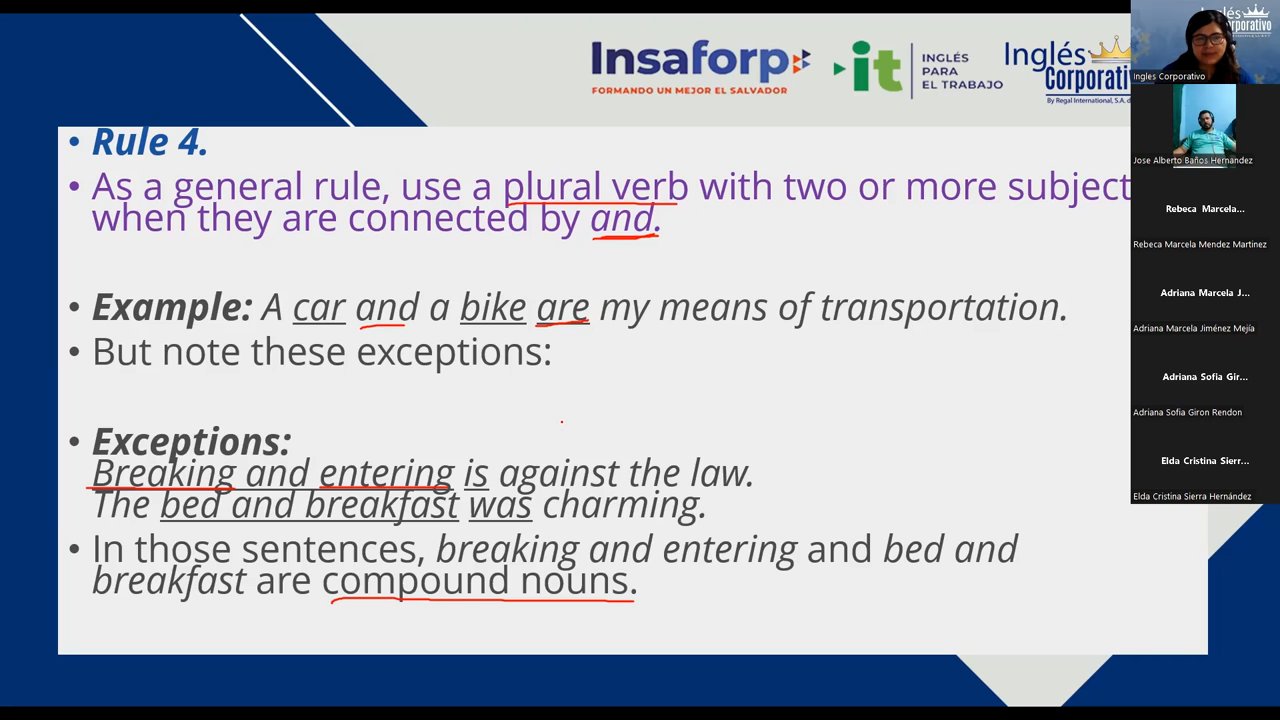 Insaforp
FORMANDO UN MEJOR EL SALVADOR
it
INGLÉS
PARA
EL TRABAJO
Inglés
Corporativ
By Regal International, S.A. d
• Rule 4.
• As a general rule, use a plural verb with two or more subject
when they are connected by and.
• Example: A car and a bike are my means of transportation.
• But note these exceptions:
• Exceptions:
Breaking and entering is against the law.
The bed and breakfast was charming.
• In those sentences, breaking and entering and bed and
breakfast are compound nouns.
Ingles Corporativo
Jose Alberto Baños Hernandez
Rebeca Marcela...
Rebeca Marcela Mendez Martinez
Adriana Marcela J...
Adriana Marcela Jiménez Mejía
Adriana Sofia Gir...
Adriana Sofia Giron Rendon
Elda Cristina Sierr...
Elda Cristina Sierra Hernández